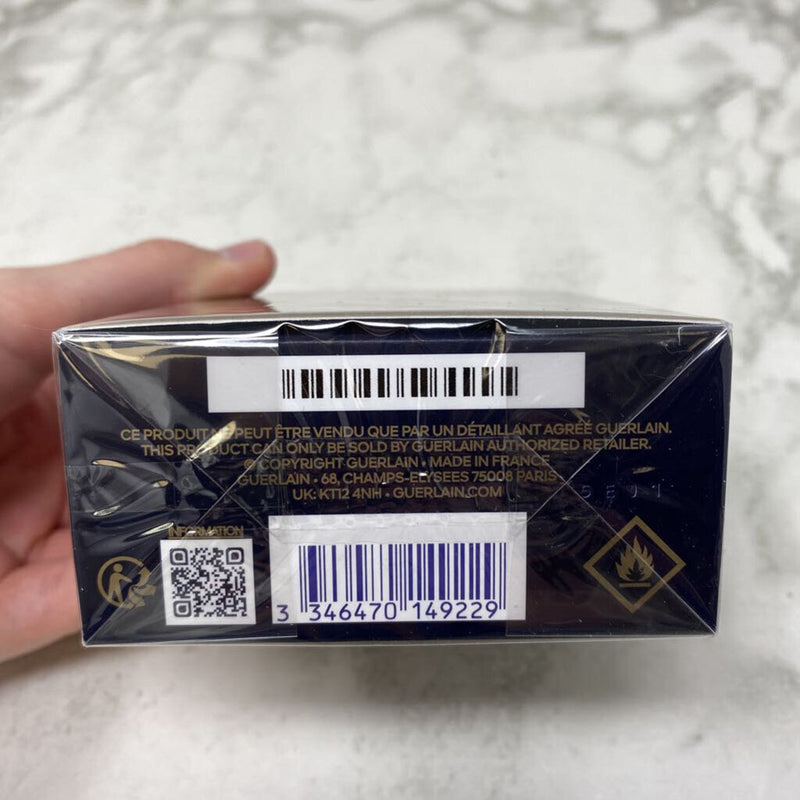 CE PRODUIT NE PEUT ÊTRE VENDU QUE PAR UN DÉTAILLANT AGRÉÉ GUERLAIN.
THIS PRODUCT CAN ONLY BE SOLD BY GUERLAIN AUTHORIZED RETAILER.
© COPYRIGHT GUERLAIN • MADE IN FRANCE
GUERLAIN • 68, CHAMPS-ELYSEES 75008 PARIS
UK: KT12 4NH • GUERLAIN.COM
INFORMATION
3 346470 149229